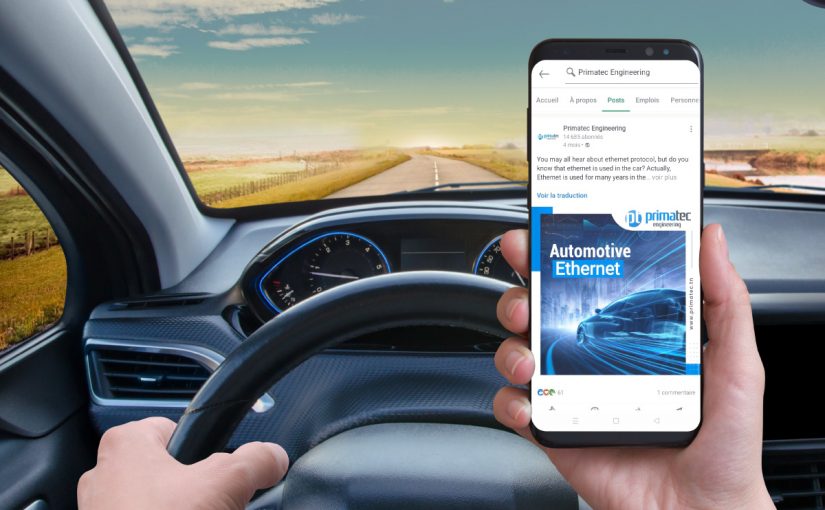 Primatec Engineering
Accueil À propos Posts Emplois Personne
Primatec Engineering
14 683 abonnés
4 mois
You may all hear about ethernet protocol, but do you
know that ethernet is used in the car? Actually,
Ethernet is used for many years in the... voir plus
Voir la traduction
primatec
engineering
Automotive
Ethernet
www.primatec.tn
61
1 commentaire